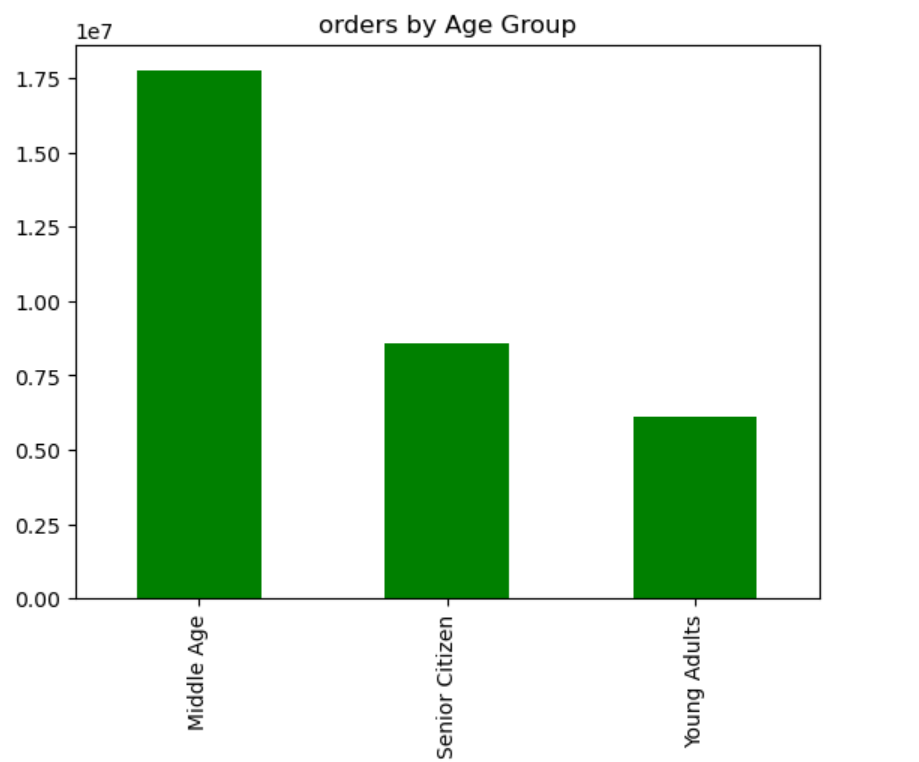 orders by Age Group
1e7
1.75
1.50
1.25
1.00
0.75
0.50
0.25
0.00
Middle Age
Senior Citizen
Young Adults